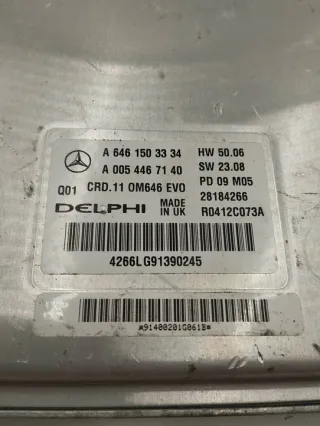 A 646 150 33 34 HW 50.06
A 005 446 71 40 SW 23.08
Q01 CRD.11 OM646 EVO PD 09 M05
DELPHI MADE IN UK 28184266
R0412C073A
4266LG91390245
*91400201G061B*